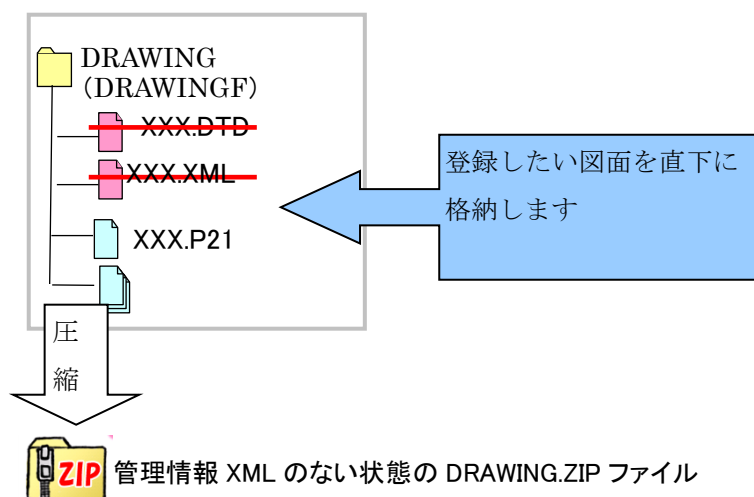 DRAWING
（DRAWINGF）
XXX.DTD
XXX.XML
登録したい図面を直下に
格納します
XXX.P21
圧
縮
ZIP 管理情報 XML のない状態の DRAWING.ZIP ファイル